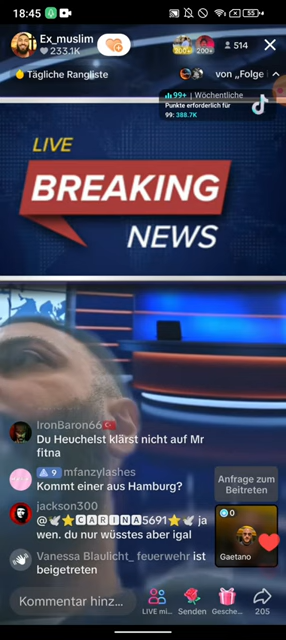 18:45
55
Ex_muslim
233.1K
200+
200+
514
Tägliche Rangliste
von „Folge
99+ | Wöchentliche
Punkte erforderlich für
99: 388.7K
LIVE
BREAKING
NEWS
IronBaron66
Du Heuchelst klärst nicht auf Mr
fitna
9 mfanzylashes
Kommt einer aus Hamburg?
jackson300
@🕊️⭐🅲🅰🆁🅸🅽🅰5691⭐🕊️ ja
wen. du nur wüsstes aber igal
Vanessa Blaulicht_ feuerwehr ist
beigetreten
Anfrage zum
Beitreten
0
Gaetano
Kommentar hinz...
LIVE mi...
Senden
Gesche...
205